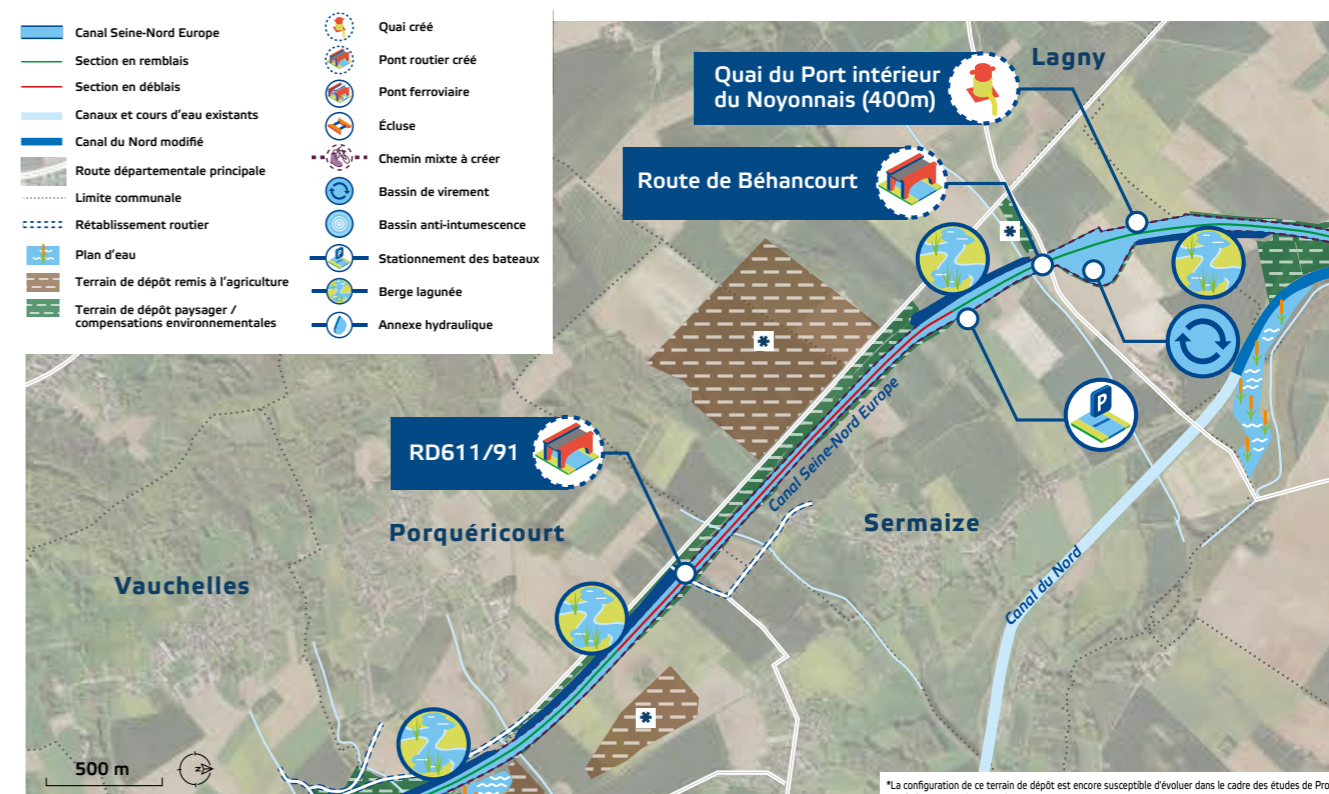 Canal Seine-Nord Europe
Section en remblais
Section en déblais
Canaux et cours d'eau existants
Canal du Nord modifié
Route départementale principale
Limite communale
Rétablissement routier
Plan d'eau
Terrain de dépôt remis à l'agriculture
Terrain de dépôt paysager /
compensations environnementales
Quai créé
Pont routier créé
Pont ferroviaire
Écluse
Chemin mixte à créer
Bassin de virement
Bassin anti-intumescence
Stationnement des bateaux
Berge lagunée
Annexe hydraulique
Lagny
Quai du Port intérieur
du Noyonnais (400m)
Route de Béhancourt
*
*
P
Canal Seine-Nord Europe
RD611/91
Porquéricourt
Sermaize
Vauchelles
Canal du Nord
*
500 m
N
*La configuration de ce terrain de dépôt est encore susceptible d'évoluer dans le cadre des études de Pro